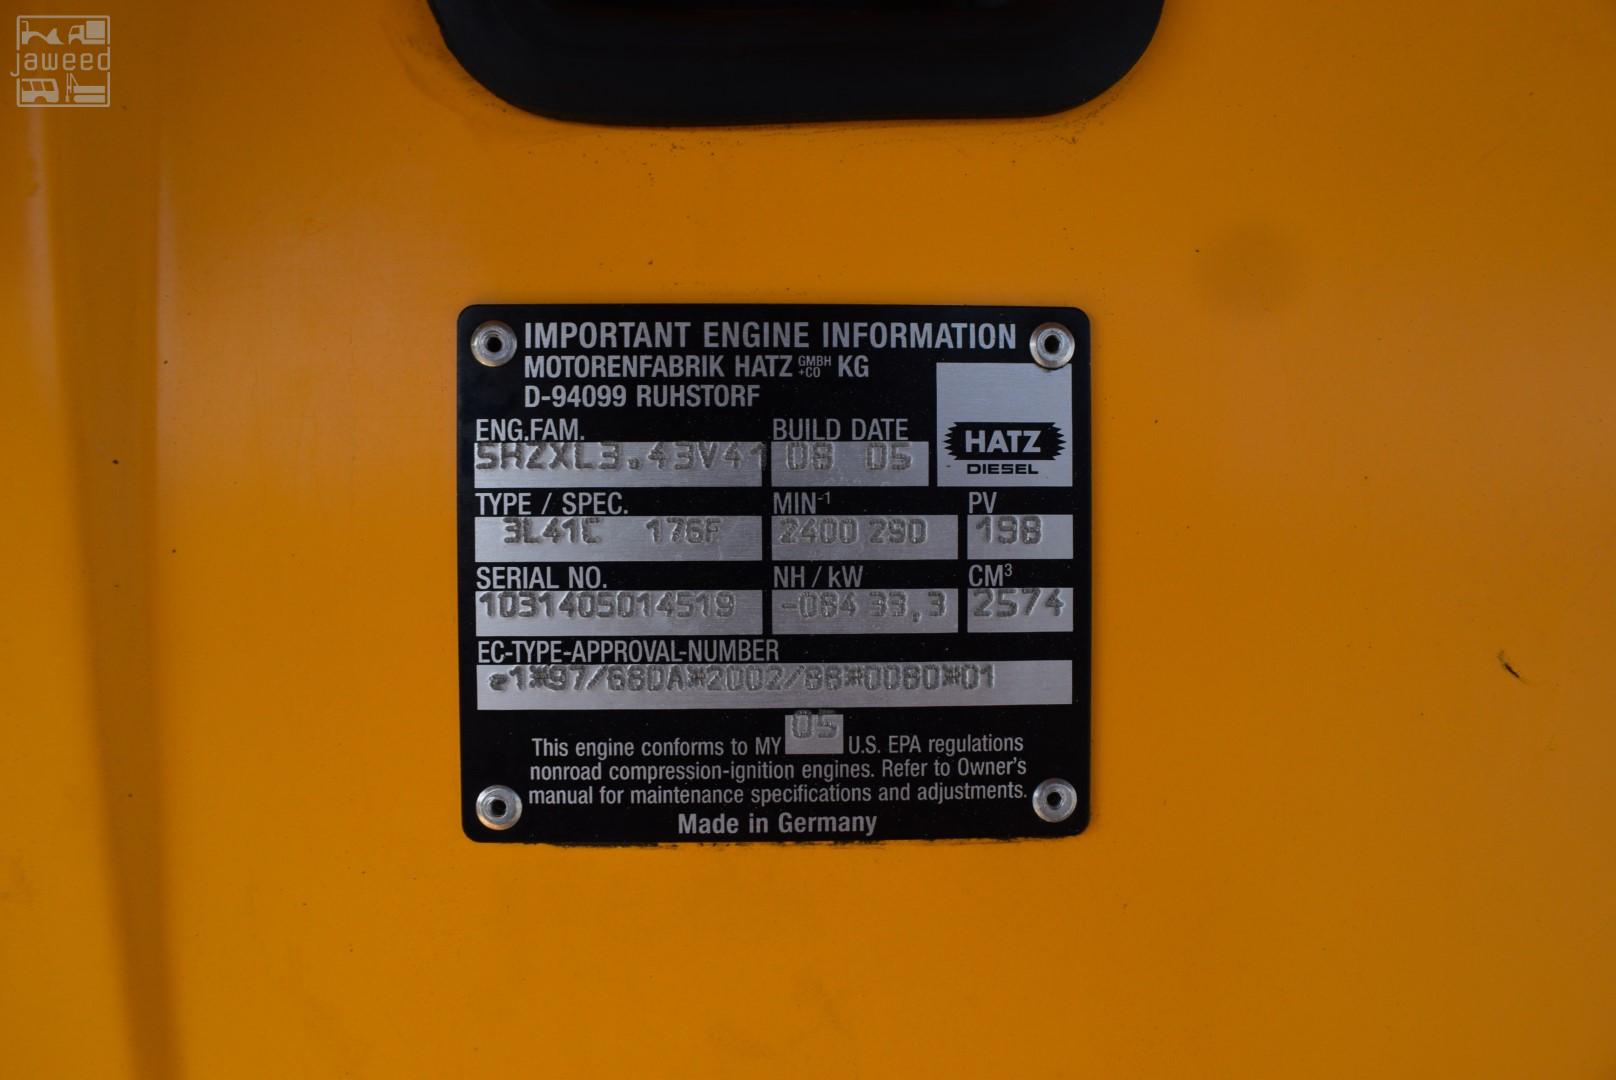 jaweed
IMPORTANT ENGINE INFORMATION
MOTORENFABRIK HATZ GMBH +CO KG
D-94099 RUHSTORF
ENG.FAM. BUILD DATE
5HZXL3.43V41 08 05
HATZ
DIESEL
TYPE / SPEC. MIN-1 PV
3L41C 176F 2400 29D 198
SERIAL NO. NH / kW CM3
1031405014519 -084 33,3 2574
EC-TYPE-APPROVAL-NUMBER
e1*97/68DA*2002/88*0080*01
This engine conforms to MY 05 U.S. EPA regulations
nonroad compression-ignition engines. Refer to Owner's
manual for maintenance specifications and adjustments.
Made in Germany